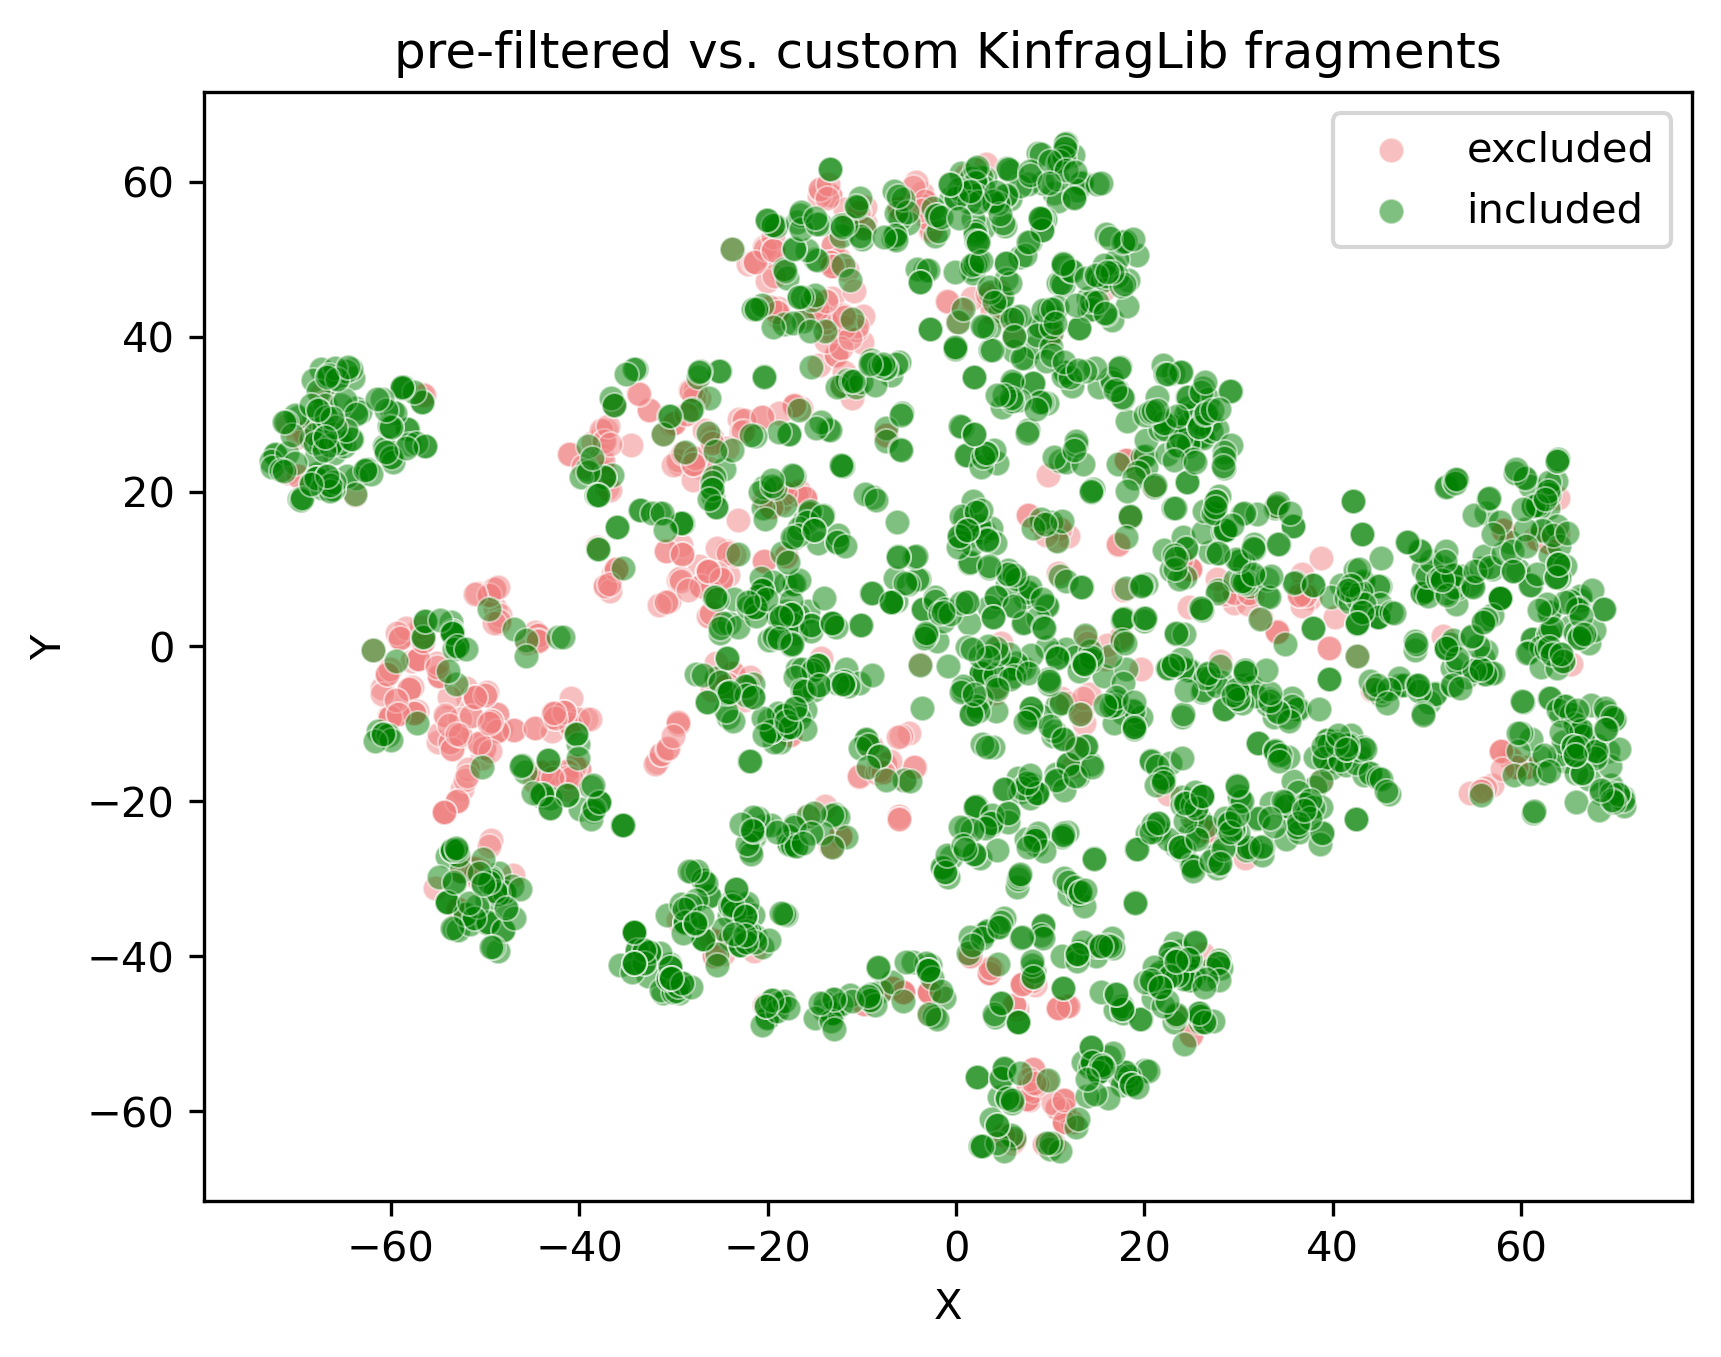 pre-filtered vs. custom KinfragLib fragments
excluded
included
60
40
20
0
−20
−40
−60
Y
−60 −40 −20 0 20 40 60
X